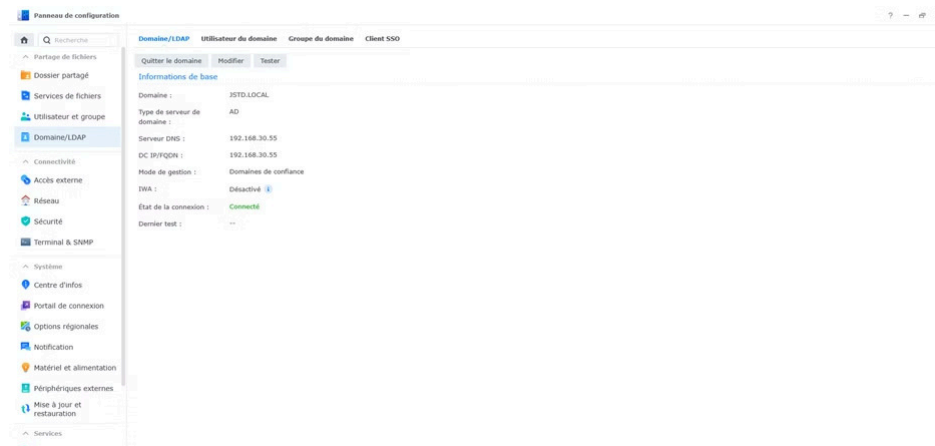 Panneau de configuration
?
Recherche
Domaine/LDAP Utilisateur du domaine Groupe du domaine Client SSO
Partage de fichiers
Dossier partagé
Services de fichiers
Utilisateur et groupe
Domaine/LDAP
Connectivité
Accès externe
Réseau
Sécurité
Terminal & SNMP
Système
Centre d'infos
Portail de connexion
Options régionales
Notification
Matériel et alimentation
Périphériques externes
Mise à jour et
restauration
Services
Quitter le domaine Modifier Tester
Informations de base
Domaine : JSTD.LOCAL
Type de serveur de AD
domaine :
Serveur DNS : 192.168.30.55
DC IP/FQDN : 192.168.30.55
Mode de gestion : Domaines de confiance
IWA : Désactivé i
État de la connexion : Connecté
Dernier test : --